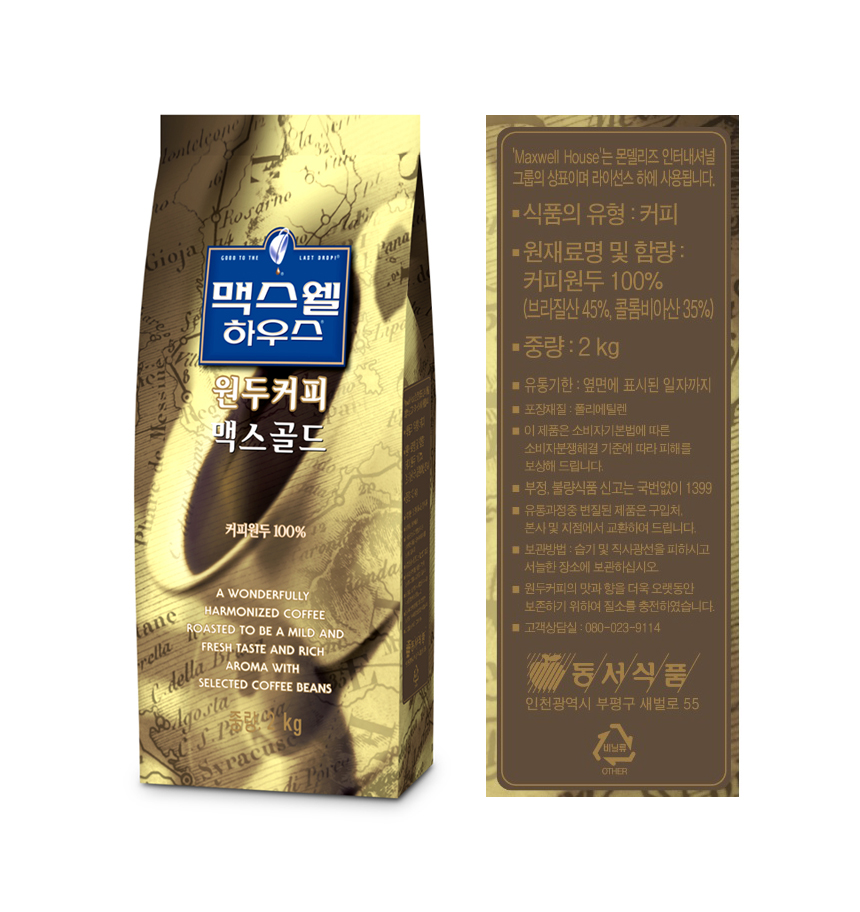 GOOD TO THE LAST DROP!®
맥스웰
하우스
원두커피
맥스골드
커피원두 100%
A WONDERFULLY
HARMONIZED COFFEE
ROASTED TO BE A MILD AND
FRESH TASTE AND RICH
AROMA WITH
SELECTED COFFEE BEANS
중량 kg
Rosarno
Gioja
Messine
C. della
Agosta
Syracuse
'Maxwell House'는 몬델리즈 인터내셔널
그룹의 상표이며 라이선스 하에 사용됩니다.
▪ 식품의 유형 : 커피
▪ 원재료명 및 함량 :
커피원두 100%
(브라질산 45%, 콜롬비아산 35%)
▪ 중량 : 2 kg
▪ 유통기한 : 옆면에 표시된 일자까지
▪ 포장재질 : 폴리에틸렌
▪ 이 제품은 소비자기본법에 따른
소비자분쟁해결 기준에 따라 피해를
보상해 드립니다.
▪ 부정, 불량식품 신고는 국번없이 1399
▪ 유통과정중 변질된 제품은 구입처,
본사 및 지점에서 교환하여 드립니다.
▪ 보관방법 : 습기 및 직사광선을 피하시고
서늘한 장소에 보관하십시오.
▪ 원두커피의 맛과 향을 더욱 오랫동안
보존하기 위하여 질소를 충전하였습니다.
▪ 고객상담실 : 080-023-9114
동서식품
인천광역시 부평구 새벌로 55
비닐류
OTHER